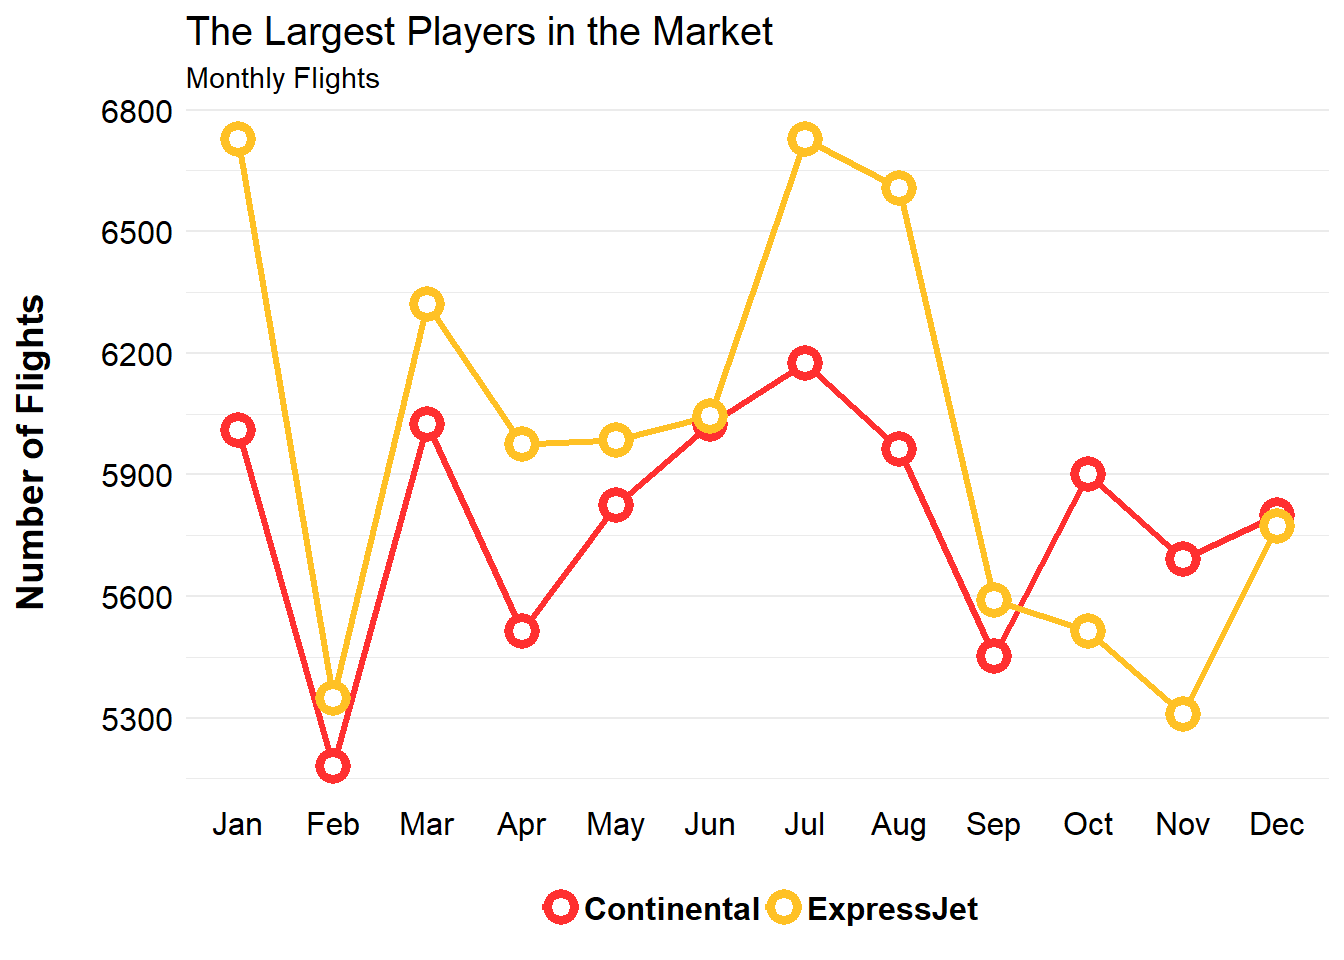 The Largest Players in the Market
Monthly Flights
Number of Flights
6800
6500
6200
5900
5600
5300
Jan Feb Mar Apr May Jun Jul Aug Sep Oct Nov Dec
Continental ExpressJet